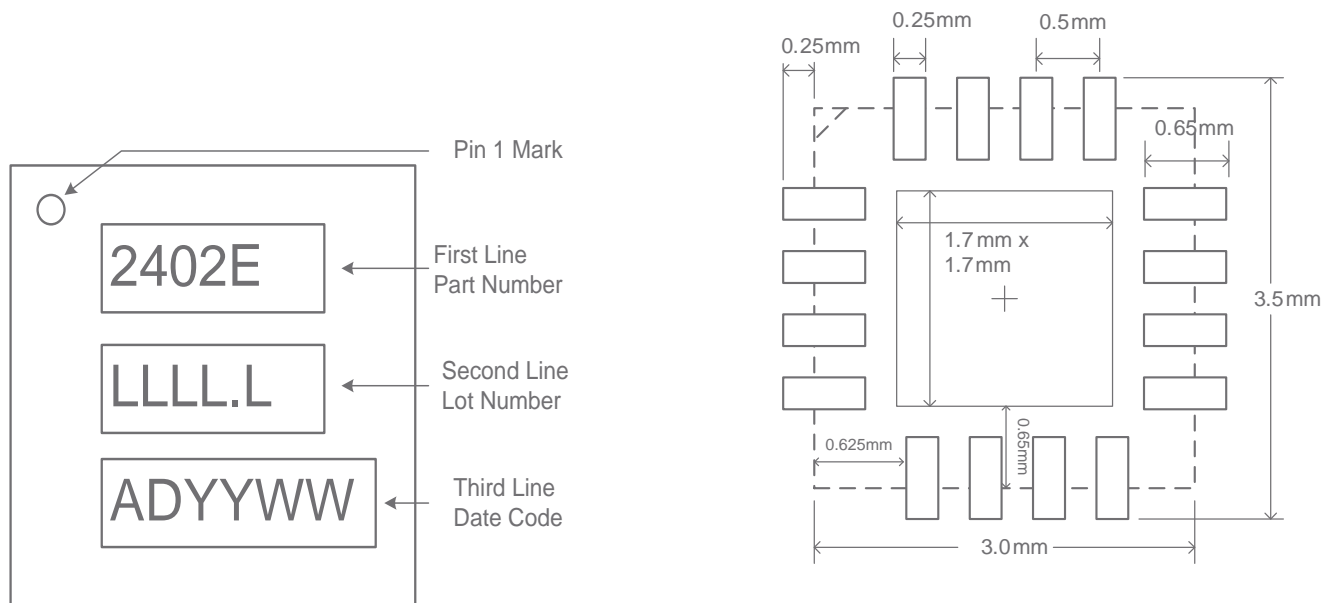 Pin 1 Mark
2402E
First Line
Part Number
LLLL.L
Second Line
Lot Number
ADYYWW
Third Line
Date Code
0.25mm
0.5mm
0.25mm
0.65mm
1.7mm x
1.7mm
3.5mm
0.625mm
0.65mm
3.0mm